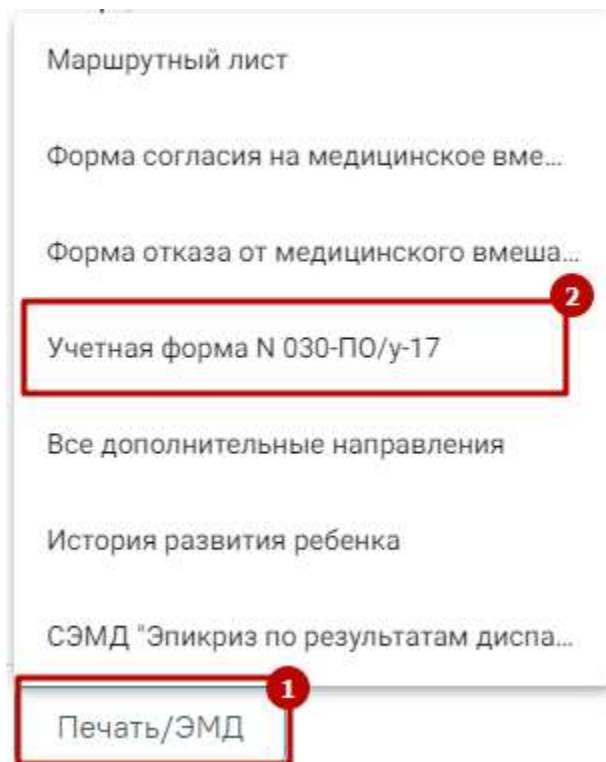 Маршрутный лист
Форма согласия на медицинское вме...
Форма отказа от медицинского вмеша...
2
Учетная форма N 030-ПО/у-17
Все дополнительные направления
История развития ребенка
СЭМД "Эпикриз по результатам диспа...
1
Печать/ЭМД